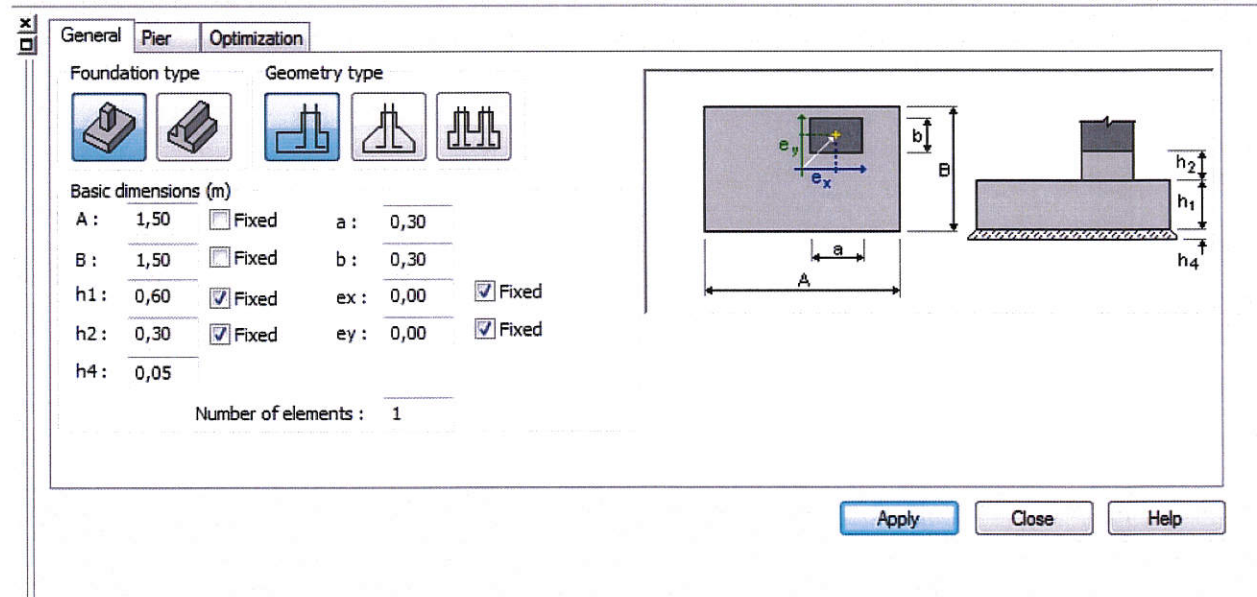 General Pier Optimization
Foundation type Geometry type
Basic dimensions (m)
A : 1,50 Fixed a : 0,30
B : 1,50 Fixed b : 0,30
h1 : 0,60 Fixed ex : 0,00 Fixed
h2 : 0,30 Fixed ey : 0,00 Fixed
h4 : 0,05
Number of elements : 1
b
B
e y
e x
a
A
h2
h1
h4
Apply Close Help